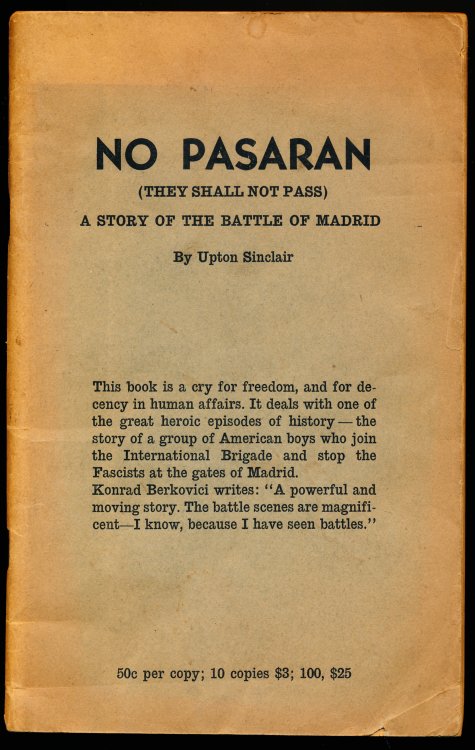 NO PASARAN
(THEY SHALL NOT PASS)
A STORY OF THE BATTLE OF MADRID
By Upton Sinclair
This book is a cry for freedom, and for de-
cency in human affairs. It deals with one of
the great heroic episodes of history — the
story of a group of American boys who join
the International Brigade and stop the
Fascists at the gates of Madrid.
Konrad Berkovici writes: "A powerful and
moving story. The battle scenes are magnifi-
cent—I know, because I have seen battles."
50c per copy; 10 copies $3; 100, $25